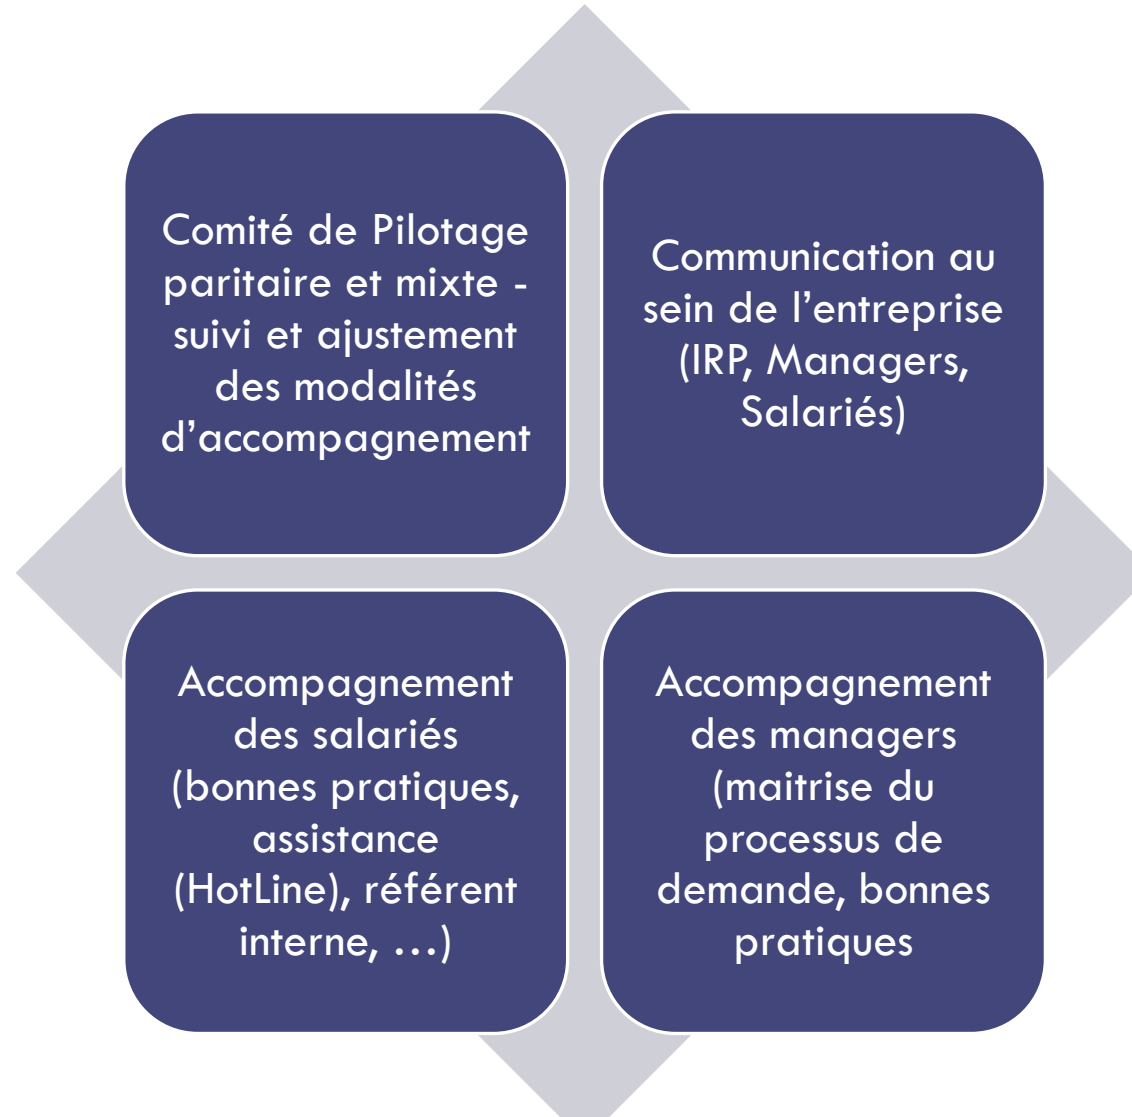 Comité de Pilotage
paritaire et mixte -
suivi et ajustement
des modalités
d’accompagnement
Communication au
sein de l’entreprise
(IRP, Managers,
Salariés)
Accompagnement
des salariés
(bonnes pratiques,
assistance
(HotLine), référent
interne, …)
Accompagnement
des managers
(maitrise du
processus de
demande, bonnes
pratiques